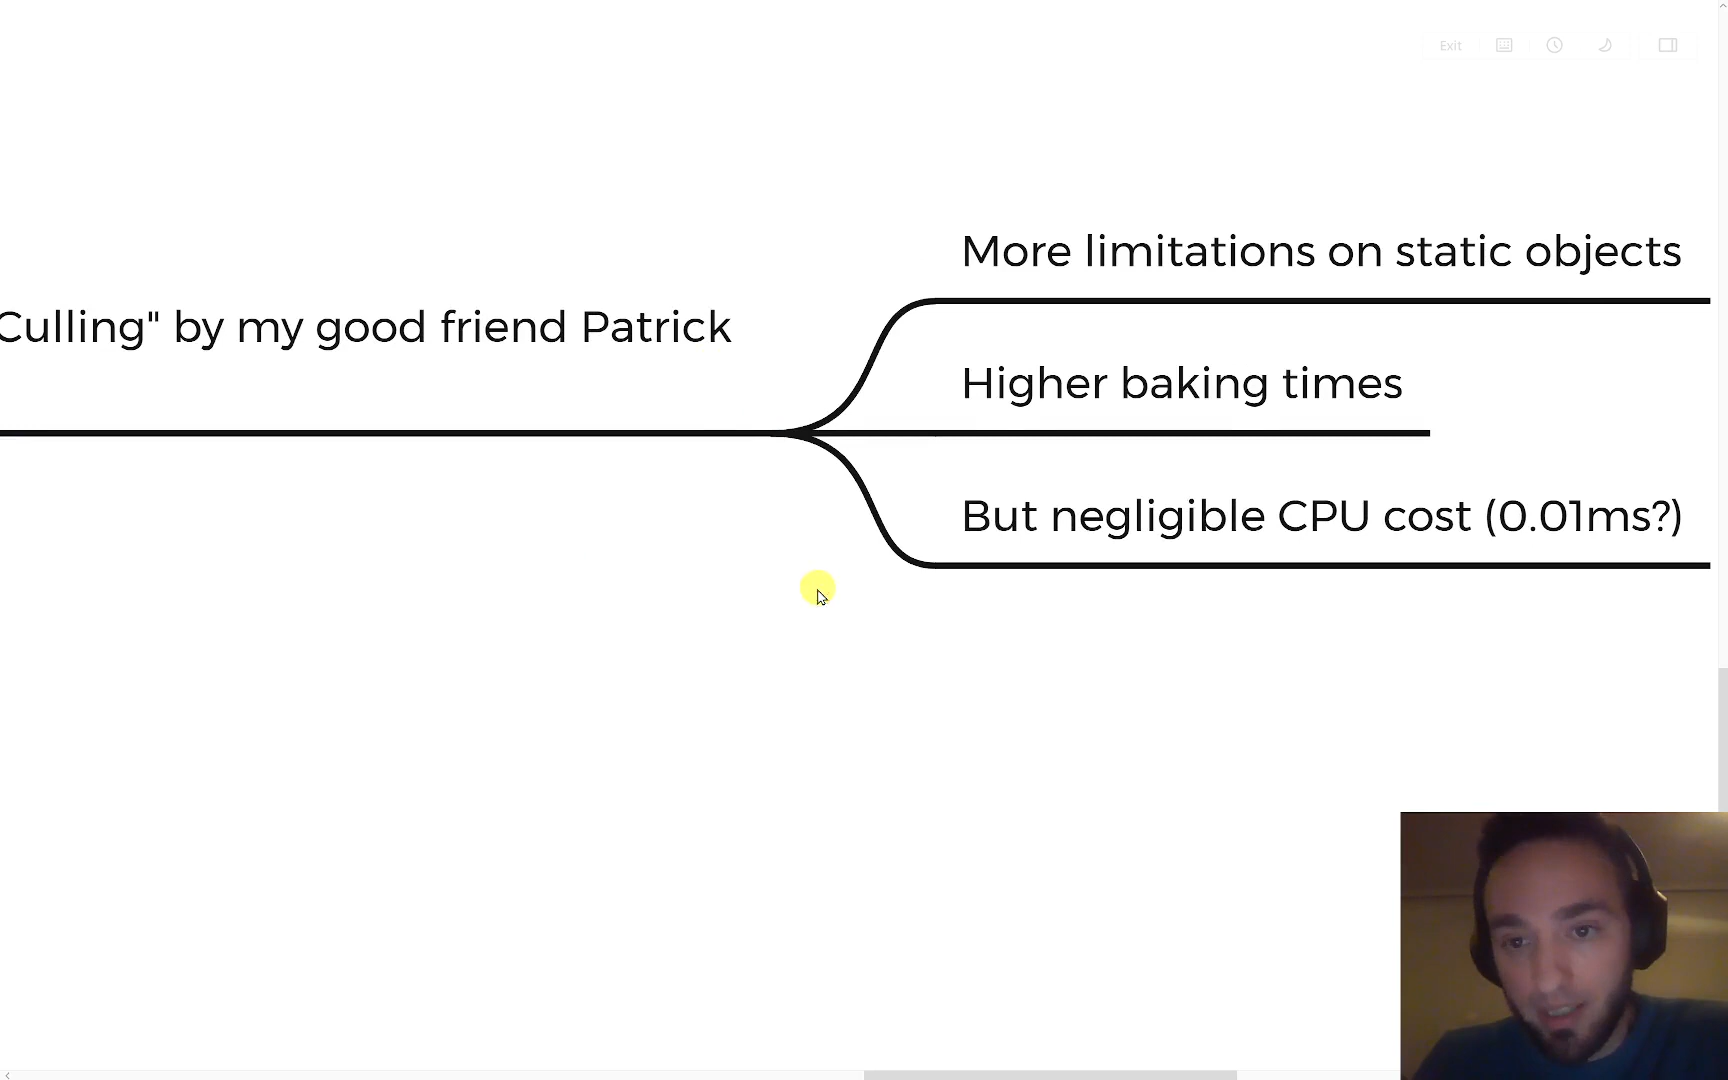 Exit
More limitations on static objects
Culling" by my good friend Patrick
Higher baking times
But negligible CPU cost (0.01ms?)